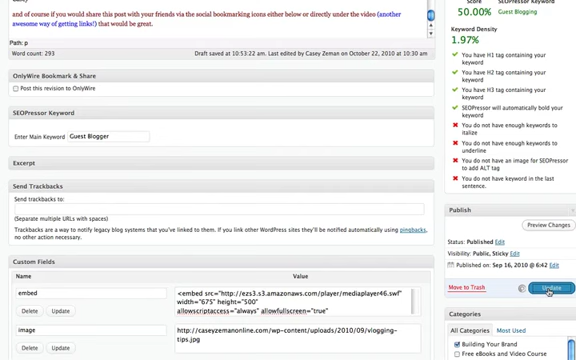 and of course if you would share this post with your friends via the social bookmarking icons either below or directly under the video (another
awesome way of getting links!) that would be great.
Path: p
Word count: 293
Draft saved at 10:53:22 am. Last edited by Casey Zeman on October 22, 2010 at 10:30 am
OnlyWire Bookmark & Share
Post this revision to OnlyWire
SEOPressor Keyword
Enter Main Keyword Guest Blogger
Excerpt
Send Trackbacks
Send trackbacks to:
(Separate multiple URLs with spaces)
Trackbacks are a way to notify legacy blog systems that you've linked to them. If you link other WordPress sites they'll be notified automatically using pingbacks,
no other action necessary.
Custom Fields
Name
Value
embed
<embed src="http://ezs3.s3.amazonaws.com/player/mediaplayer46.swf"
width="675" height="500"
allowscriptaccess="always" allowfullscreen="true"
Delete
Update
image
http://caseyzemanonline.com/wp-content/uploads/2010/09/vlogging-
tips.jpg
Delete
Update
Score
50.00%
SEOPressor Keyword
Guest Blogging
Keyword Density
1.97%
You do have H1 tag containing your
keyword
You do have H2 tag containing your
keyword
You do have H3 tag containing your
keyword
SEOPressor will automatically bold your
keyword
You do not have enough keywords to
italize
You do not have enough keywords to
underline
You do not have an image for SEOPressor
to add ALT tag
You do not have keyword in the last
sentence.
Publish
Preview Changes
Status: Published Edit
Visibility: Public, Sticky Edit
Published on: Sep 16, 2010 @ 6:42 Edit
Move to Trash
Update
Categories
All Categories
Most Used
Building Your Brand
Free eBooks and Video Course